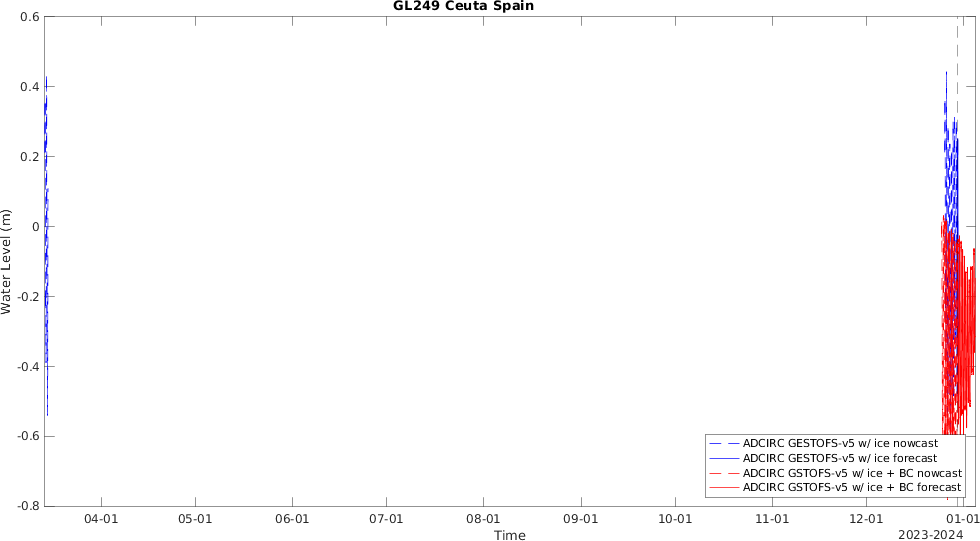 GL249 Ceuta Spain
0.6
0.4
0.2
0
-0.2
-0.4
-0.6
-0.8
Water Level (m)
ADCIRC GESTOFS-v5 w/ ice nowcast
ADCIRC GESTOFS-v5 w/ ice forecast
ADCIRC GSTOFS-v5 w/ ice + BC nowcast
ADCIRC GSTOFS-v5 w/ ice + BC forecast
04-01 05-01 06-01 07-01 08-01 09-01 10-01 11-01 12-01 01-01
Time
2023-2024